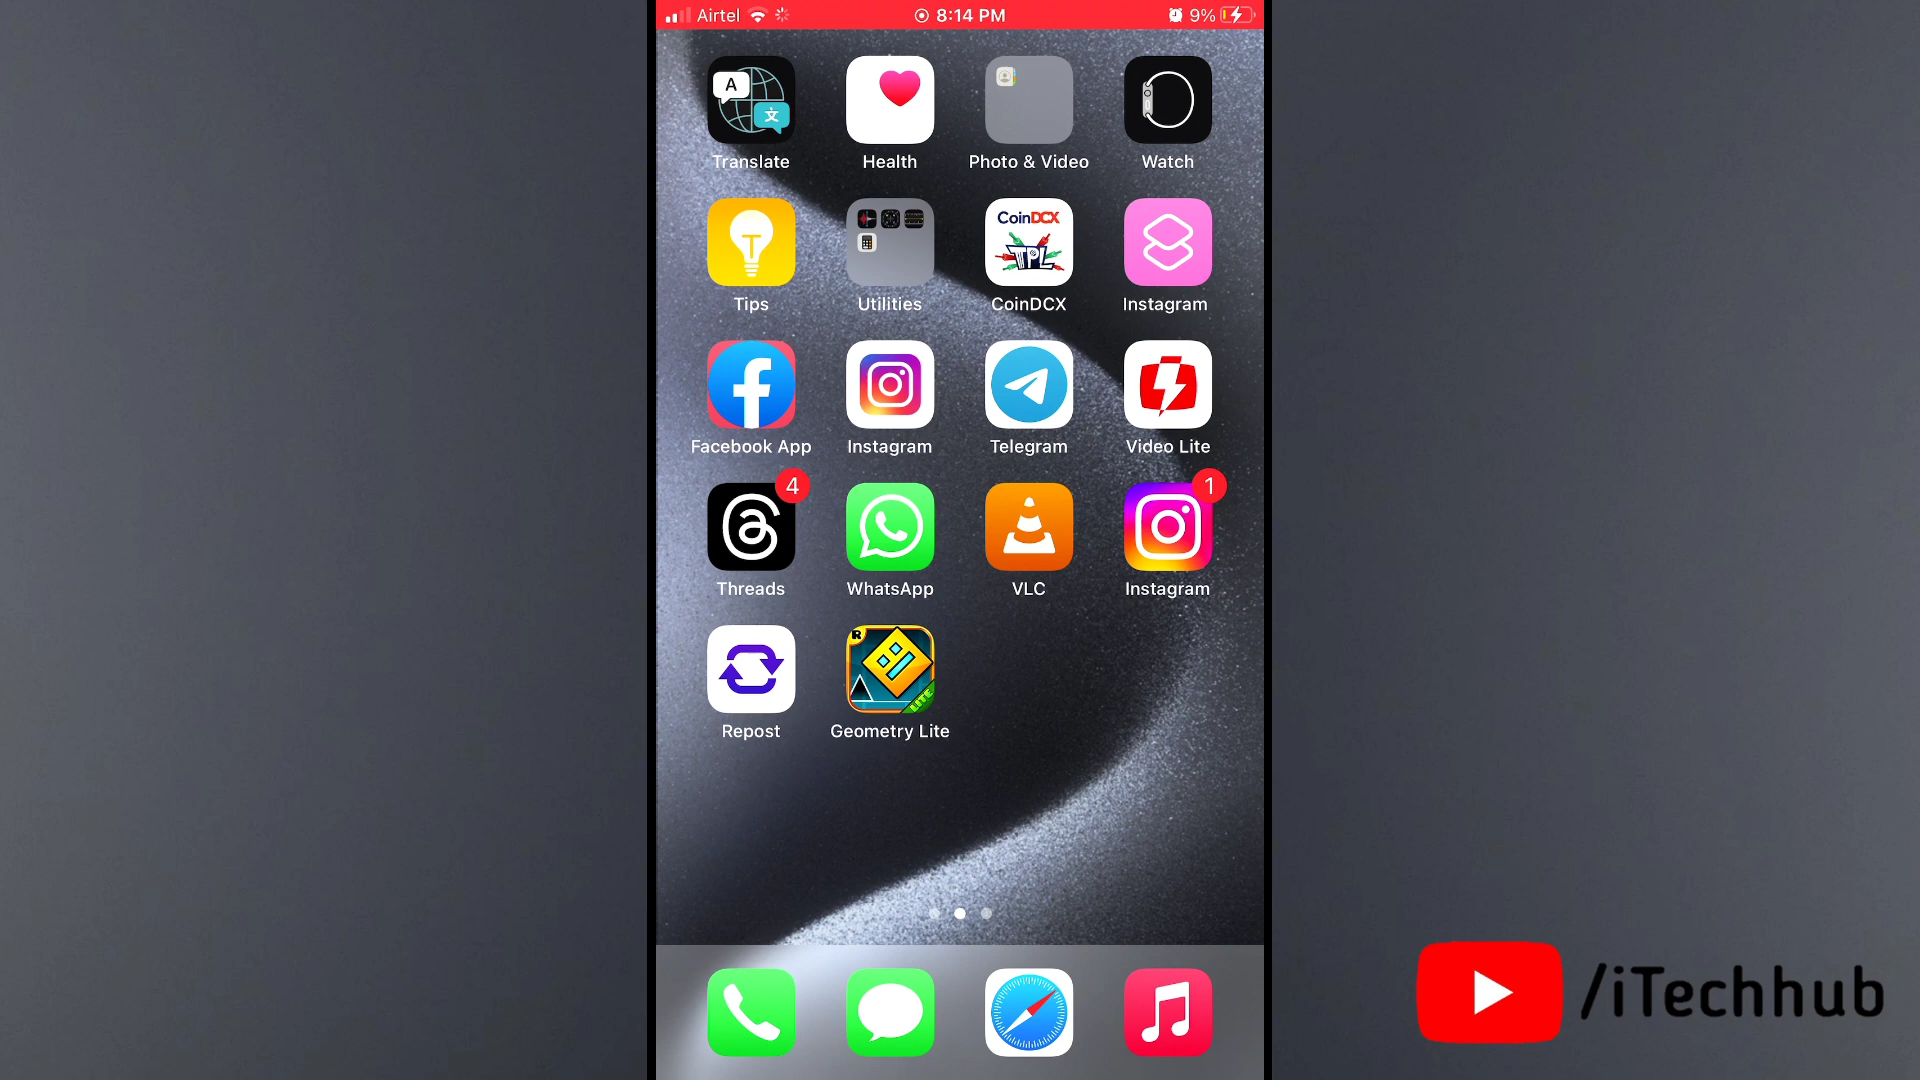 Airtel 8:14 PM 9%
A 文
Translate Health Photo & Video Watch
CoinDCX
TPL
Tips Utilities CoinDCX Instagram
Facebook App Instagram Telegram Video Lite
4 1
Threads WhatsApp VLC Instagram
R
LITE
Repost Geometry Lite
/iTechhub